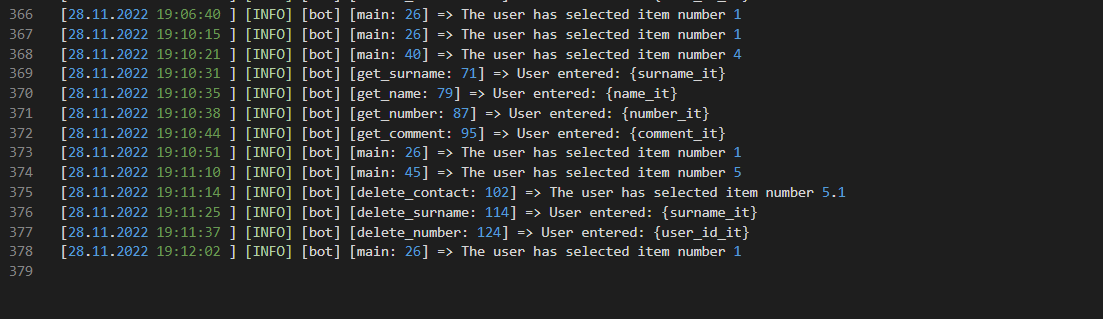 366 [28.11.2022 19:06:40 ] [INFO] [bot] [main: 26] => The user has selected item number 1
367 [28.11.2022 19:10:15 ] [INFO] [bot] [main: 26] => The user has selected item number 1
368 [28.11.2022 19:10:21 ] [INFO] [bot] [main: 40] => The user has selected item number 4
369 [28.11.2022 19:10:31 ] [INFO] [bot] [get_surname: 71] => User entered: {surname_it}
370 [28.11.2022 19:10:35 ] [INFO] [bot] [get_name: 79] => User entered: {name_it}
371 [28.11.2022 19:10:38 ] [INFO] [bot] [get_number: 87] => User entered: {number_it}
372 [28.11.2022 19:10:44 ] [INFO] [bot] [get_comment: 95] => User entered: {comment_it}
373 [28.11.2022 19:10:51 ] [INFO] [bot] [main: 26] => The user has selected item number 1
374 [28.11.2022 19:11:10 ] [INFO] [bot] [main: 45] => The user has selected item number 5
375 [28.11.2022 19:11:14 ] [INFO] [bot] [delete_contact: 102] => The user has selected item number 5.1
376 [28.11.2022 19:11:25 ] [INFO] [bot] [delete_surname: 114] => User entered: {surname_it}
377 [28.11.2022 19:11:37 ] [INFO] [bot] [delete_number: 124] => User entered: {user_id_it}
378 [28.11.2022 19:12:02 ] [INFO] [bot] [main: 26] => The user has selected item number 1
379